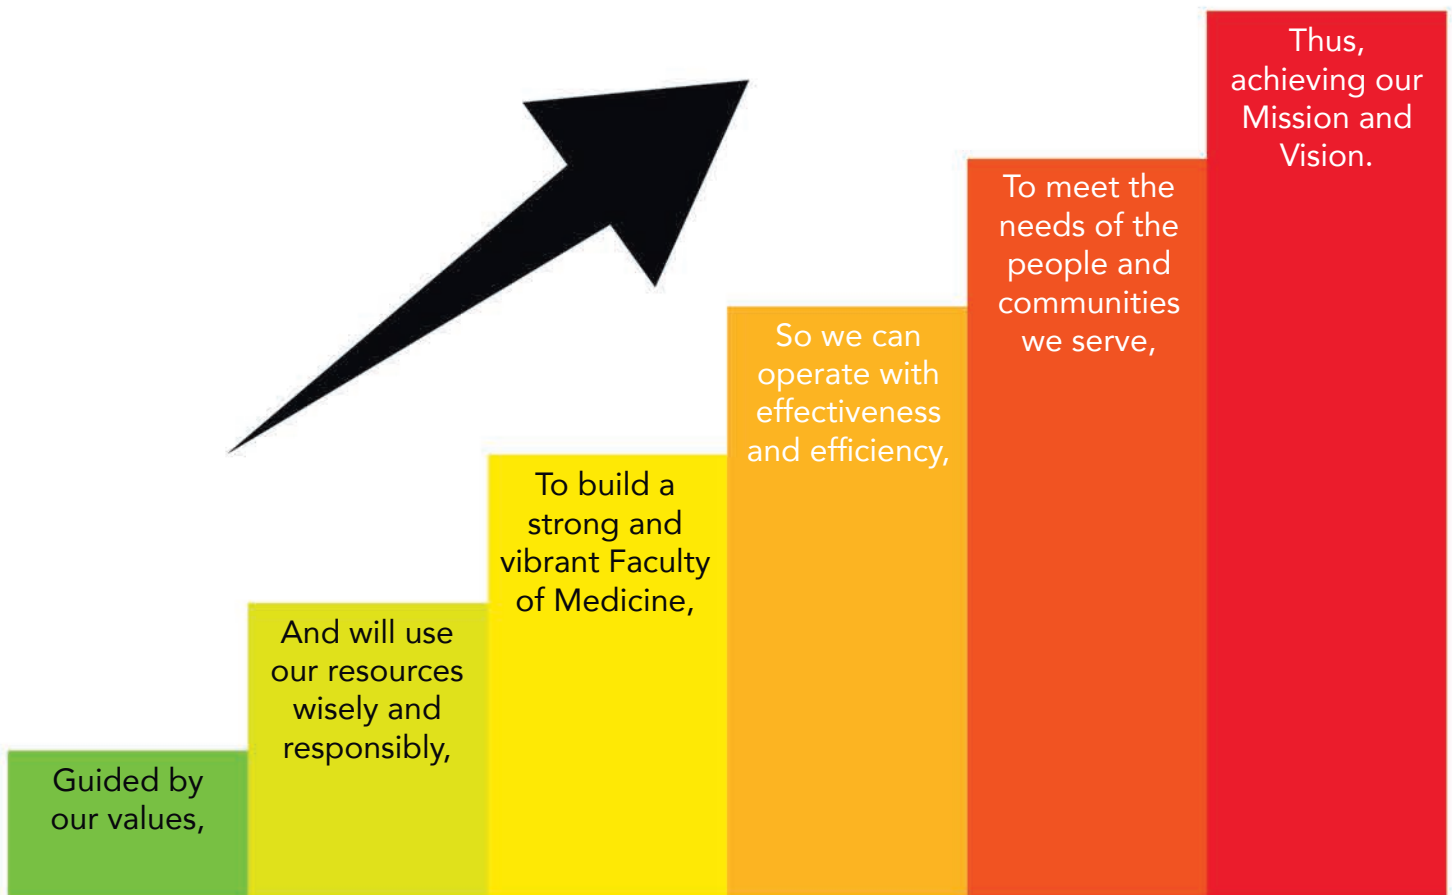 Guided by
our values,
And will use
our resources
wisely and
responsibly,
To build a
strong and
vibrant Faculty
of Medicine,
So we can
operate with
effectiveness
and efficiency,
To meet the
needs of the
people and
communities
we serve,
Thus,
achieving our
Mission and
Vision.